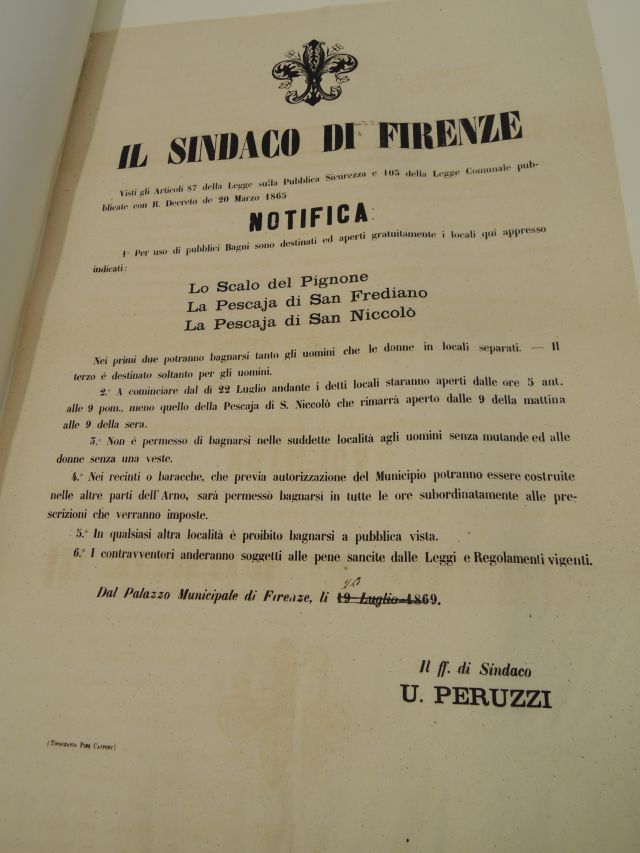 IL SINDACO DI FIRENZE
Visti gli Articoli 87 della Legge sulla Pubblica Sicurezza e 103 della Legge Comunale pub-
blicate con R. Decreto de 20 Marzo 1865
NOTIFICA:
1° Per uso di pubblici Bagni sono destinati ed aperti gratuitamente i locali qui appresso
indicati:
Lo Scalo del Pignone
La Pescaja di San Frediano
La Pescaja di San Niccolò
Nei primi due potranno bagnarsi tanto gli uomini che le donne in locali separati. — Il
terzo è destinato soltanto per gli uomini.
2.° A cominciare dal dì 22 Luglio andante i detti locali staranno aperti dalle ore 5 ant.
alle 9 pom., meno quello della Pescaja di S. Niccolò che rimarrà aperto dalle 9 della mattina
alle 9 della sera.
3.° Non è permesso di bagnarsi nelle suddette località agli uomini senza mutande ed alle
donne senza una veste.
4.° Nei recinti o baracche, che previa autorizzazione del Municipio potranno essere costruite
nelle altre parti dell'Arno, sarà permesso bagnarsi in tutte le ore subordinatamente alle pre-
scrizioni che verranno imposte.
5.° In qualsiasi altra località è proibito bagnarsi a pubblica vista.
6.° I contravventori anderanno soggetti alle pene sancite dalle Leggi e Regolamenti vigenti.
Dal Palazzo Municipale di Firenze, li 19 Luglio 1869.
Il ff. di Sindaco
U. PERUZZI
(Tipografia Pier Capponi)